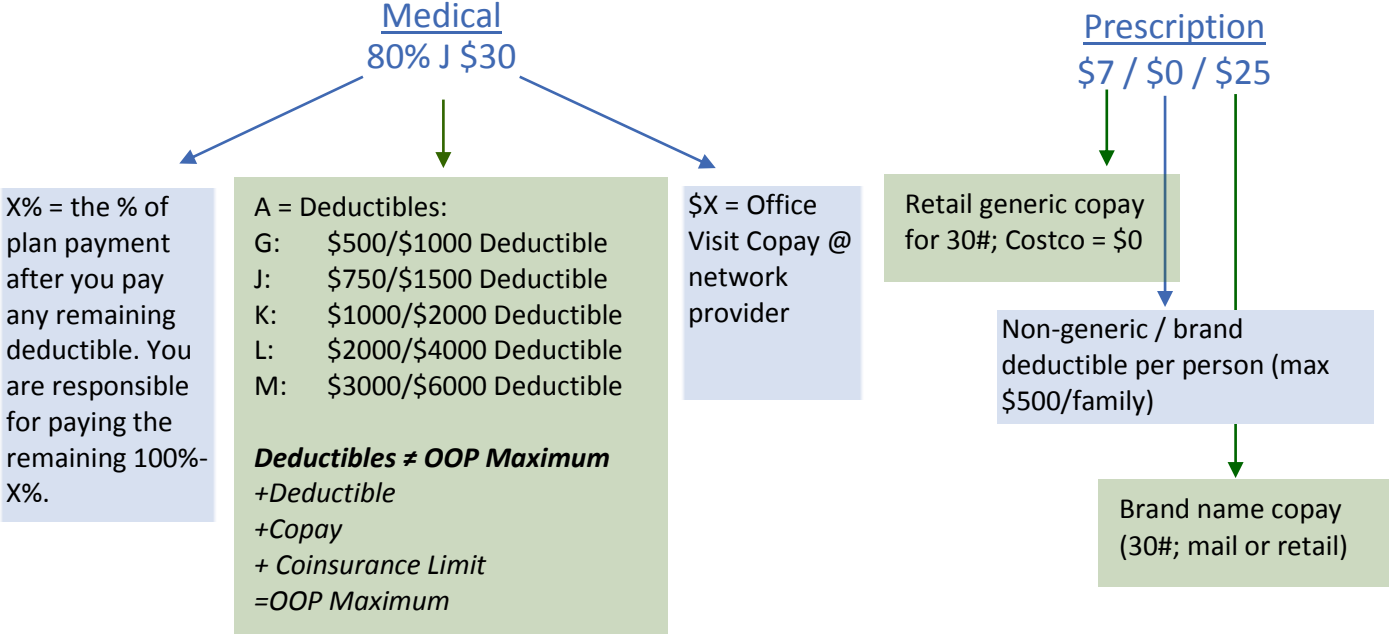 Medical
80% J $30
X% = the % of
plan payment
after you pay
any remaining
deductible. You
are responsible
for paying the
remaining 100%-
X%.
A = Deductibles:
G: $500/$1000 Deductible
J: $750/$1500 Deductible
K: $1000/$2000 Deductible
L: $2000/$4000 Deductible
M: $3000/$6000 Deductible
Deductibles ≠ OOP Maximum
+Deductible
+Copay
+ Coinsurance Limit
=OOP Maximum
$X = Office
Visit Copay @
network
provider
Prescription
$7 / $0 / $25
Retail generic copay
for 30#; Costco = $0
Non-generic / brand
deductible per person (max
$500/family)
Brand name copay
(30#; mail or retail)